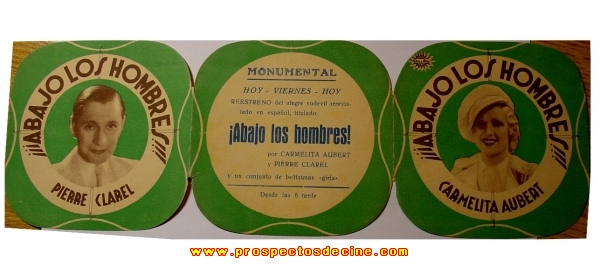 ¡¡¡ABAJO LOS HOMBRES!!!
PIERRE CLAREL
MONUMENTAL
HOY - VIERNES - HOY
REESTRENO del alegre vodevil arrevis-
tado en español, titulado:
¡Abajo los hombres!
por CARMELITA AUBERT
y PIERRE CLAREL
y un conjunto de bellísimas «girls».
Desde las 6 tarde
¡¡¡ABAJO LOS HOMBRES!!!
CARMELITA AUBERT
www.prospectosdecine.com